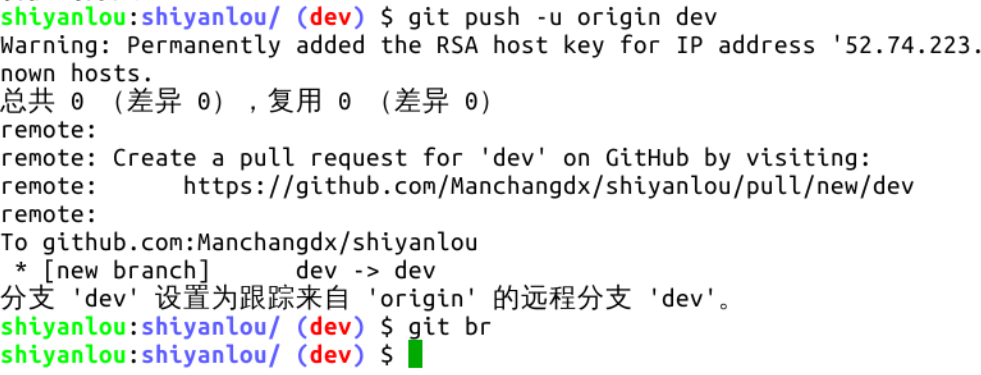 shiyanlou:shiyanlou/ (dev) $ git push -u origin dev
Warning: Permanently added the RSA host key for IP address '52.74.223.
nown hosts.
总共 0 （差异 0），复用 0 （差异 0）
remote:
remote: Create a pull request for 'dev' on GitHub by visiting:
remote:      https://github.com/Manchangdx/shiyanlou/pull/new/dev
remote:
To github.com:Manchangdx/shiyanlou
 * [new branch]      dev -> dev
分支 'dev' 设置为跟踪来自 'origin' 的远程分支 'dev'。
shiyanlou:shiyanlou/ (dev) $ git br
shiyanlou:shiyanlou/ (dev) $